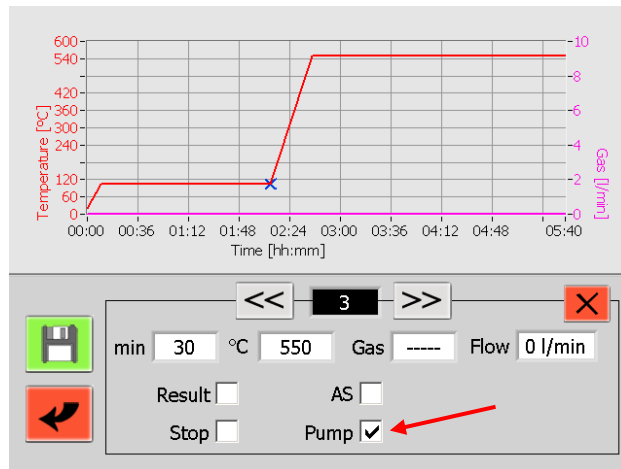 600
540
420
360
300
240
120
60
0
Temperature [°C]
10
8
6
4
2
0
Gas [l/min]
00:00 00:36 01:12 01:48 02:24 03:00 03:36 04:12 04:48 05:40
Time [hh:mm]
<< 3 >>
min 30 °C 550 Gas ----- Flow 0 l/min
Result AS
Stop Pump